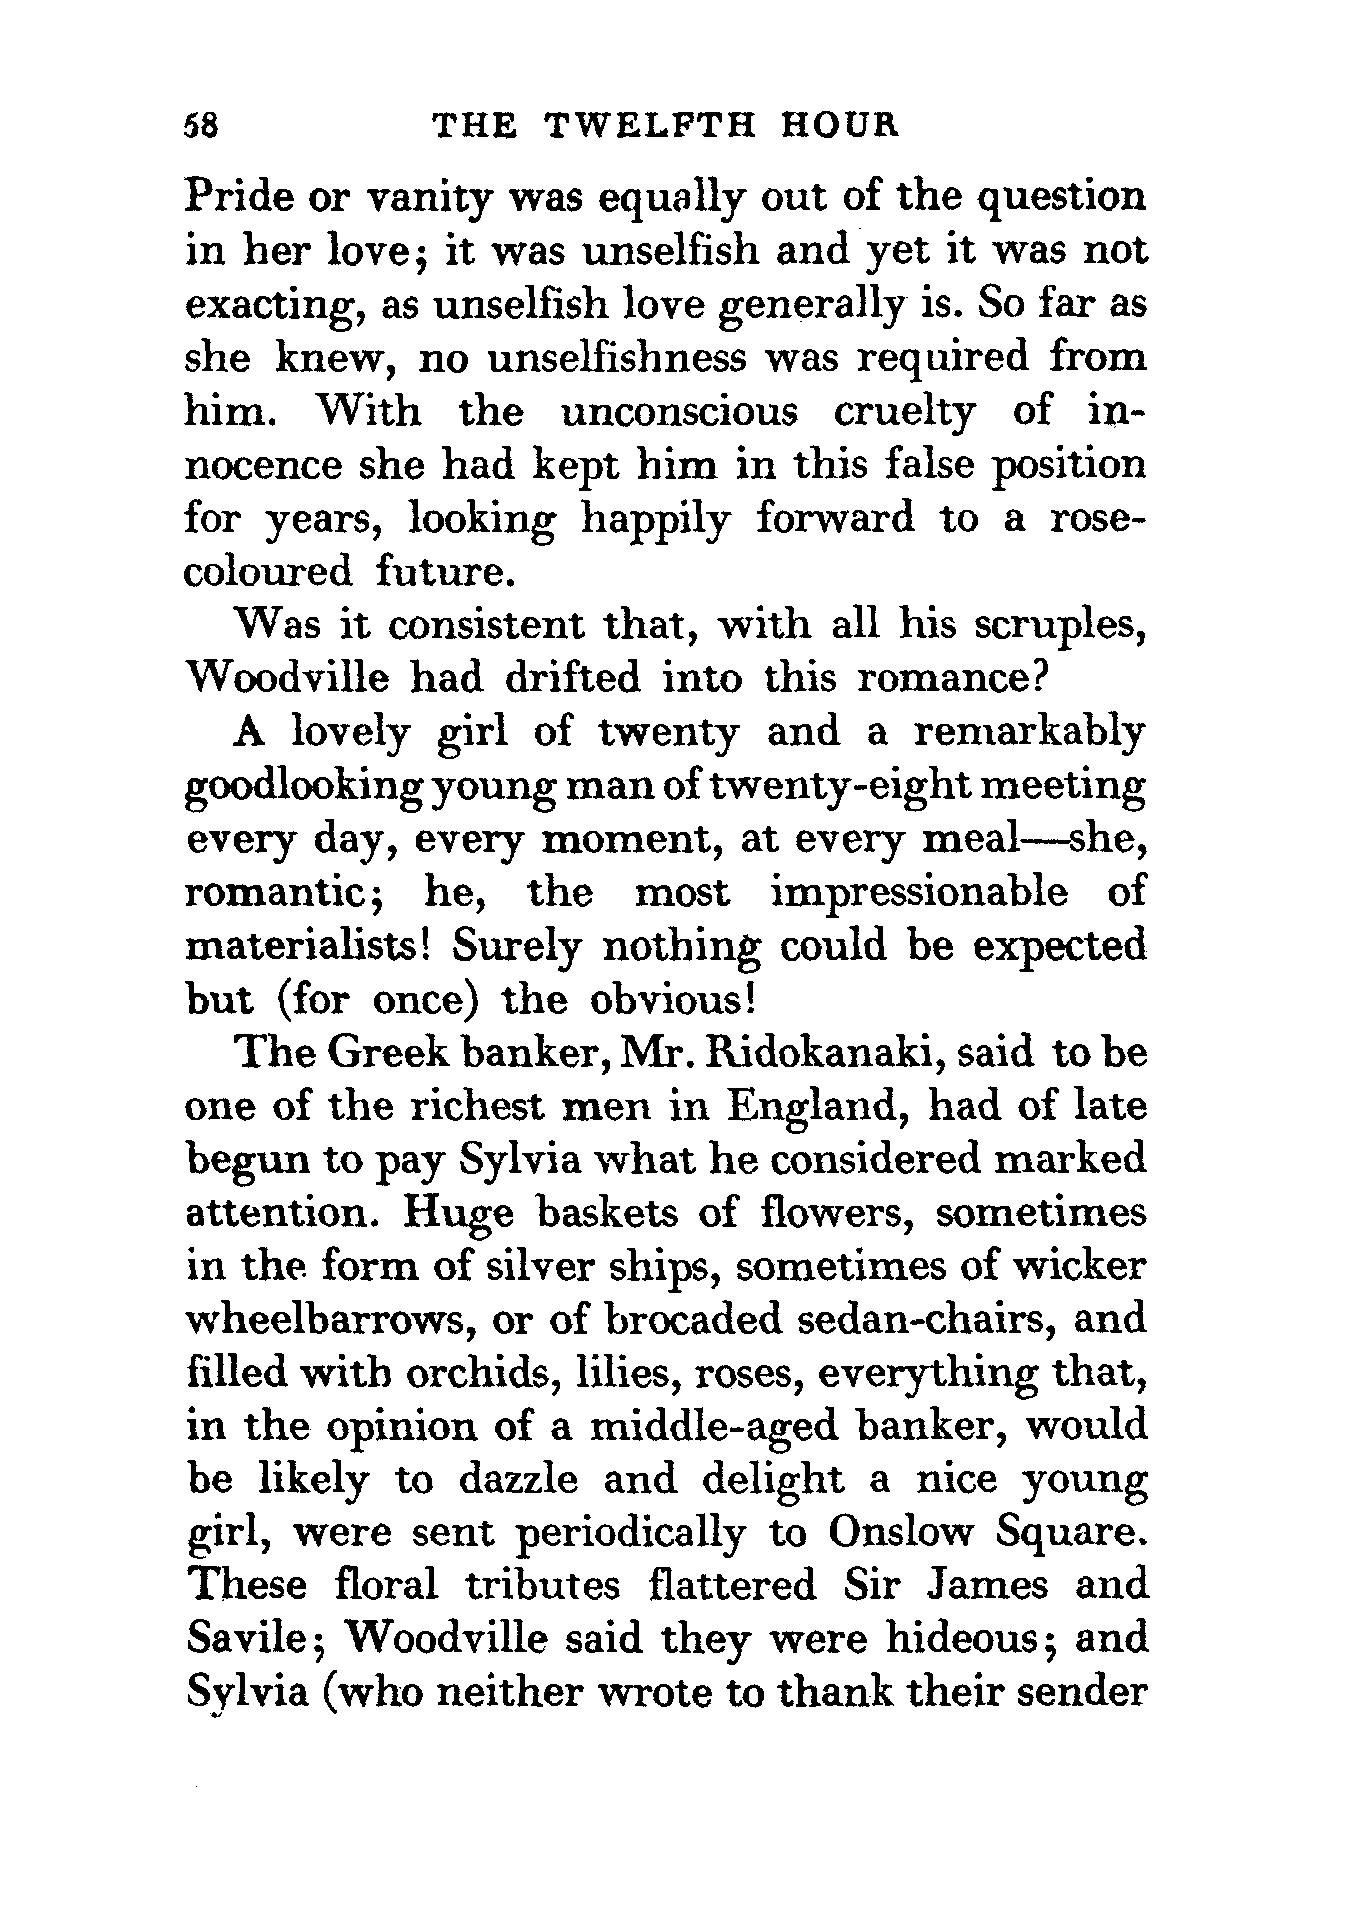 58 THE TWELFTH HOUR
Pride or vanity was equally out of the question
in her love; it was unselfish and yet it was not
exacting, as unselfish love generally is. So far as
she knew, no unselfishness was required from
him. With the unconscious cruelty of in-
nocence she had kept him in this false position
for years, looking happily forward to a rose-
coloured future.
Was it consistent that, with all his scruples,
Woodville had drifted into this romance?
A lovely girl of twenty and a remarkably
goodlooking young man of twenty-eight meeting
every day, every moment, at every meal—she,
romantic; he, the most impressionable of
materialists! Surely nothing could be expected
but (for once) the obvious!
The Greek banker, Mr. Ridokanaki, said to be
one of the richest men in England, had of late
begun to pay Sylvia what he considered marked
attention. Huge baskets of flowers, sometimes
in the form of silver ships, sometimes of wicker
wheelbarrows, or of brocaded sedan-chairs, and
filled with orchids, lilies, roses, everything that,
in the opinion of a middle-aged banker, would
be likely to dazzle and delight a nice young
girl, were sent periodically to Onslow Square.
These floral tributes flattered Sir James and
Savile; Woodville said they were hideous; and
Sylvia (who neither wrote to thank their sender